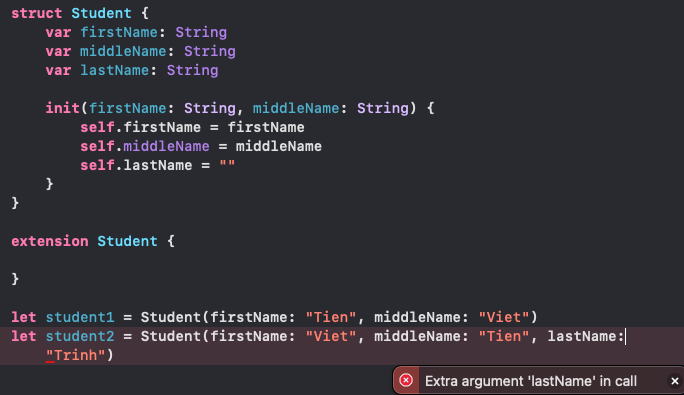 struct Student {
    var firstName: String
    var middleName: String
    var lastName: String

    init(firstName: String, middleName: String) {
        self.firstName = firstName
        self.middleName = middleName
        self.lastName = ""
    }
}

extension Student {

}

let student1 = Student(firstName: "Tien", middleName: "Viet")
let student2 = Student(firstName: "Viet", middleName: "Tien", lastName:
    "Trinh")
Extra argument 'lastName' in call